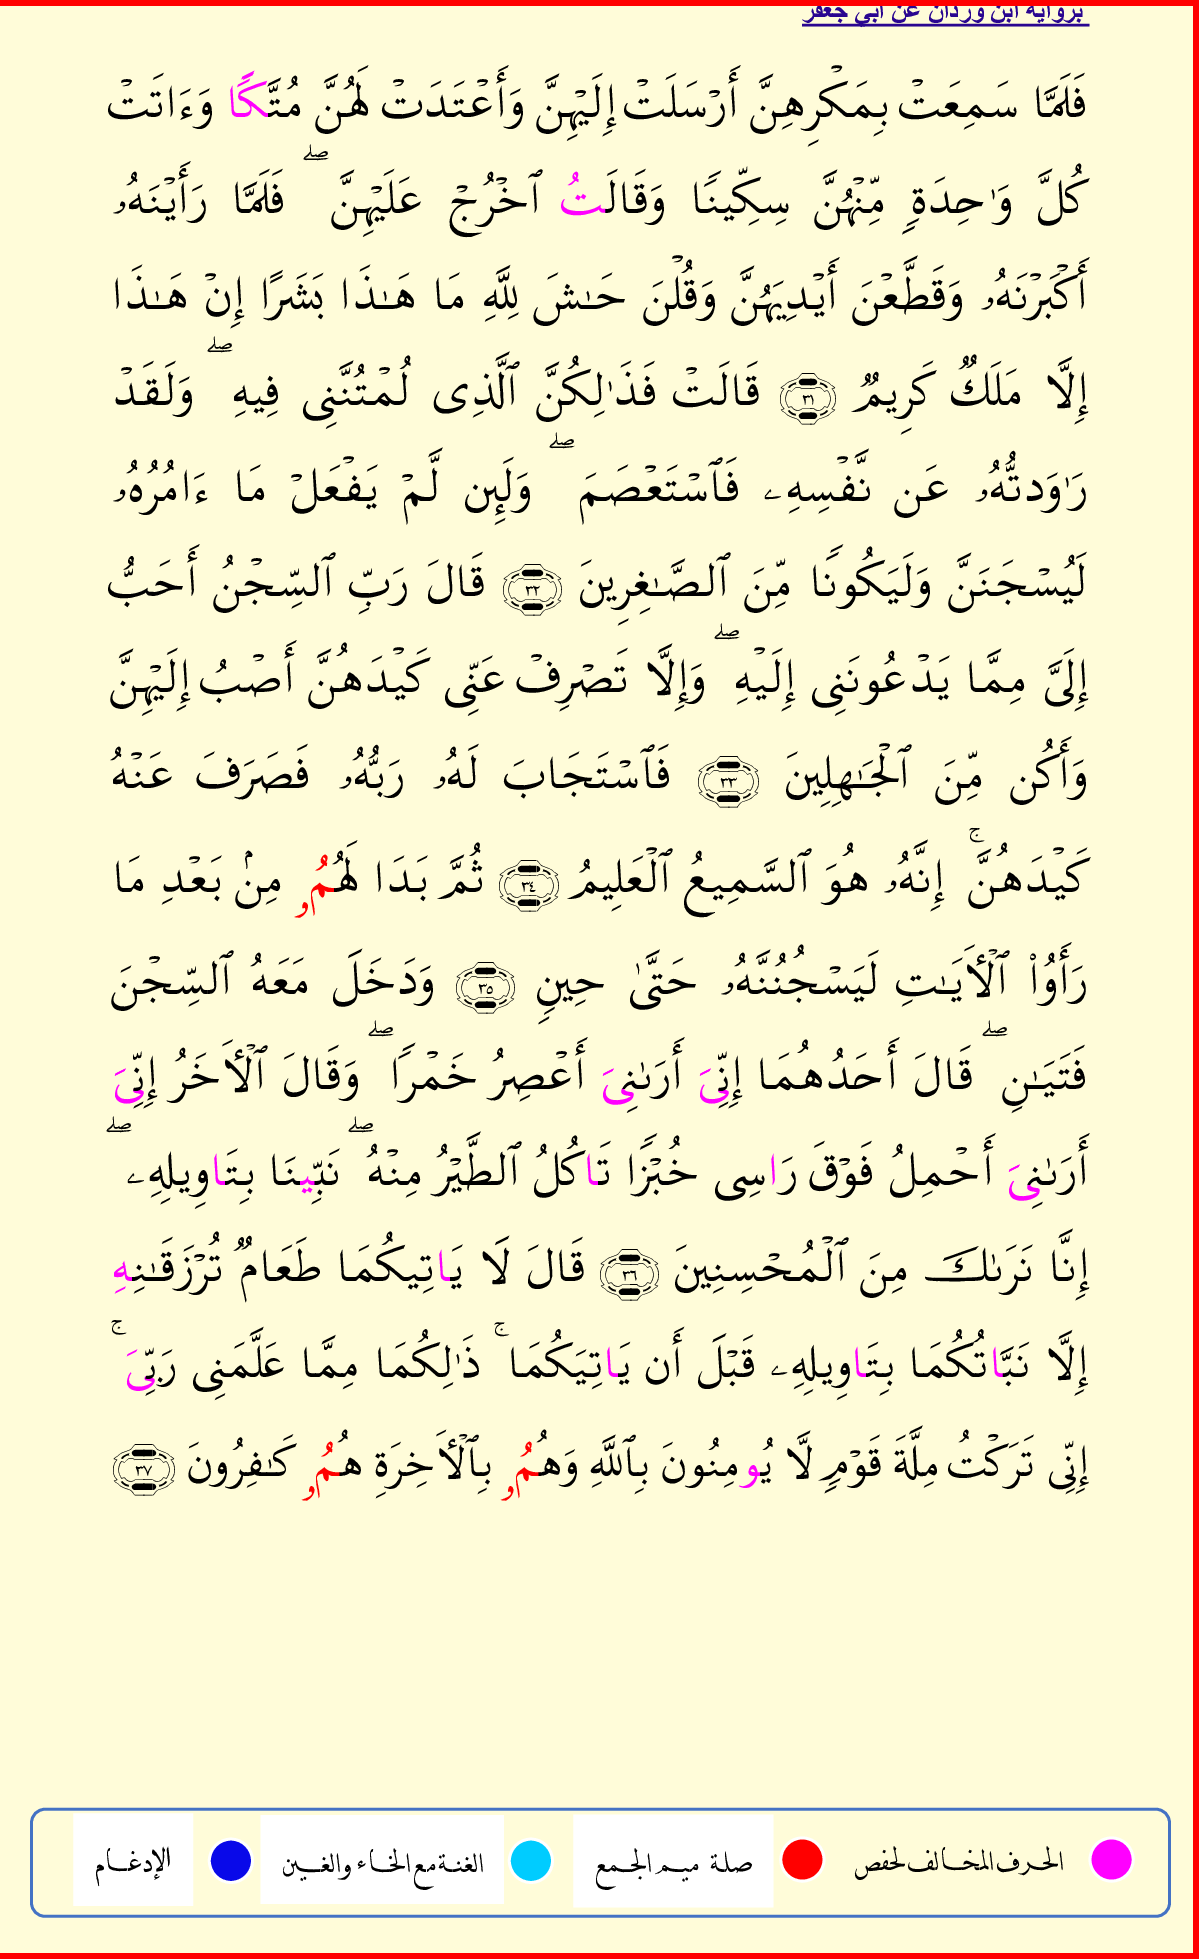 برواية ابن وردان عن أبي جعفر
فَلَمَّا سَمِعَتۡ بِمَكۡرِهِنَّ أَرۡسَلَتۡ إِلَيۡهِنَّ وَأَعۡتَدَتۡ لَهُنَّ مُتَّكٗا وَءَاتَتۡ
كُلَّ وَٰحِدَةٖ مِّنۡهُنَّ سِكِّينٗا وَقَالَتُ ٱخۡرُجۡ عَلَيۡهِنَّۖ فَلَمَّا رَأَيۡنَهُۥ
أَكۡبَرۡنَهُۥ وَقَطَّعۡنَ أَيۡدِيَهُنَّ وَقُلۡنَ حَٰشَ لِلَّهِ مَا هَٰذَا بَشَرًا إِنۡ هَٰذَا
إِلَّا مَلَكٞ كَرِيمٞ ٣١ قَالَتۡ فَذَٰلِكُنَّ ٱلَّذِي لُمۡتُنَّنِي فِيهِۖ وَلَقَدۡ
رَٰوَدتُّهُۥ عَن نَّفۡسِهِۦ فَٱسۡتَعۡصَمَۖ وَلَئِن لَّمۡ يَفۡعَلۡ مَا ءَامُرُهُۥ
لَيُسۡجَنَنَّ وَلَيَكُونٗا مِّنَ ٱلصَّٰغِرِينَ ٣٢ قَالَ رَبِّ ٱلسِّجۡنُ أَحَبُّ
إِلَيَّ مِمَّا يَدۡعُونَنِي إِلَيۡهِۖ وَإِلَّا تَصۡرِفۡ عَنِّي كَيۡدَهُنَّ أَصۡبُ إِلَيۡهِنَّ
وَأَكُن مِّنَ ٱلۡجَٰهِلِينَ ٣٣ فَٱسۡتَجَابَ لَهُۥ رَبُّهُۥ فَصَرَفَ عَنۡهُ
كَيۡدَهُنَّۚ إِنَّهُۥ هُوَ ٱلسَّمِيعُ ٱلۡعَلِيمُ ٣٤ ثُمَّ بَدَا لَهُمُۥ مِنۢ بَعۡدِ مَا
رَأَوُاْ ٱلۡأٓيَٰتِ لَيَسۡجُنُنَّهُۥ حَتَّىٰ حِينٖ ٣٥ وَدَخَلَ مَعَهُ ٱلسِّجۡنَ
فَتَيَانِۖ قَالَ أَحَدُهُمَا إِنِّيَ أَرَىٰنِيَ أَعۡصِرُ خَمۡرٗاۖ وَقَالَ ٱلۡأٓخَرُ إِنِّيَ
أَرَىٰنِيَ أَحۡمِلُ فَوۡقَ رَاسِي خُبۡزٗا تَاكُلُ ٱلطَّيۡرُ مِنۡهُۖ نَبِّينَا بِتَاوِيلِهِۦۖ
إِنَّا نَرَىٰكَ مِنَ ٱلۡمُحۡسِنِينَ ٣٦ قَالَ لَا يَاتِيكُمَا طَعَامٞ تُرۡزَقَانِهِ
إِلَّا نَبَّاتُكُمَا بِتَاوِيلِهِۦ قَبۡلَ أَن يَاتِيَكُمَاۚ ذَٰلِكُمَا مِمَّا عَلَّمَنِي رَبِّيَۚ
إِنِّي تَرَكۡتُ مِلَّةَ قَوۡمٖ لَّا يُومِنُونَ بِٱللَّهِ وَهُمُۥ بِٱلۡأٓخِرَةِ هُمُۥ كَٰفِرُونَ ٣٧
الحرف المخالف لحفص صلة ميم الجمع الغنة مع الخاء والغين الإدغام